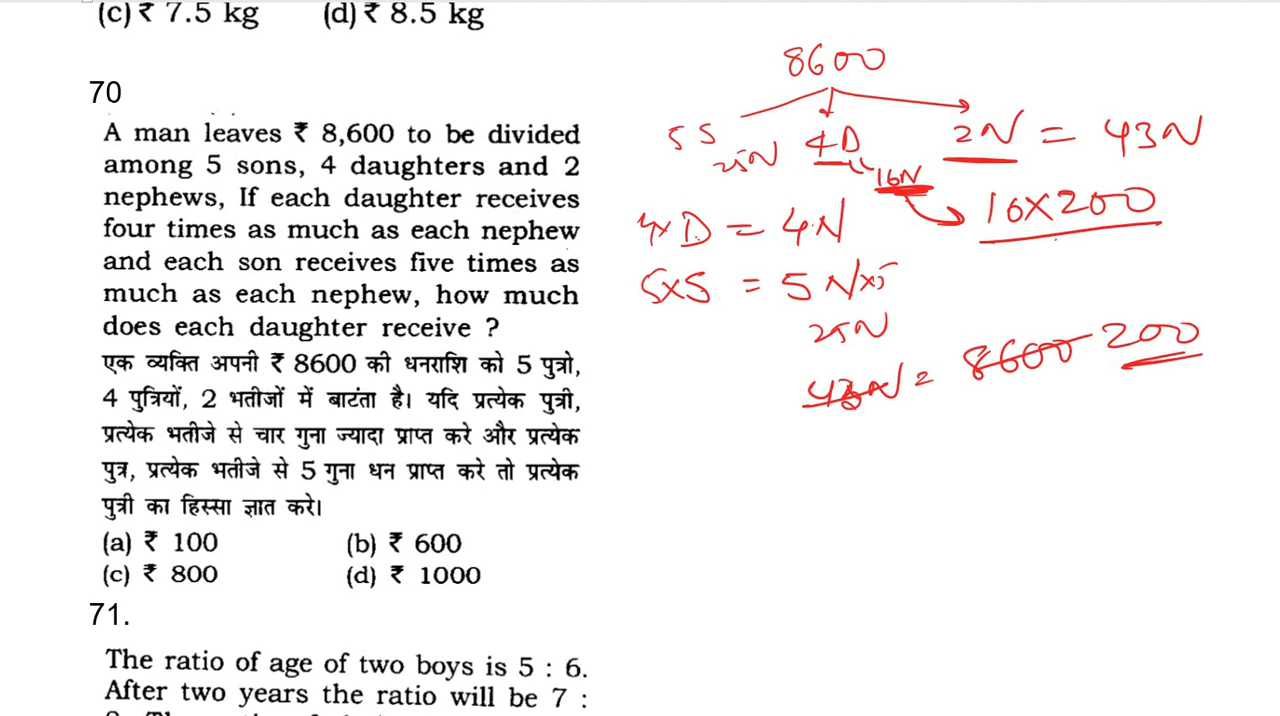 (c) ₹ 7.5 kg (d) ₹ 8.5 kg
70
A man leaves ₹ 8,600 to be divided
among 5 sons, 4 daughters and 2
nephews, If each daughter receives
four times as much as each nephew
and each son receives five times as
much as each nephew, how much
does each daughter receive ?
एक व्यक्ति अपनी ₹ 8600 की धनराशि को 5 पुत्रो,
4 पुत्रियों, 2 भतीजों में बाटंता है। यदि प्रत्येक पुत्री,
प्रत्येक भतीजे से चार गुना ज्यादा प्राप्त करे और प्रत्येक
पुत्र, प्रत्येक भतीजे से 5 गुना धन प्राप्त करे तो प्रत्येक
पुत्री का हिस्सा ज्ञात करे।
(a) ₹ 100 (b) ₹ 600
(c) ₹ 800 (d) ₹ 1000
71.
The ratio of age of two boys is 5 : 6.
After two years the ratio will be 7 :
8600
5S 4D 2N = 43N
25N 16N
16×200
4×D = 4N
5×S = 5N×5
25N
43N = 8600 200